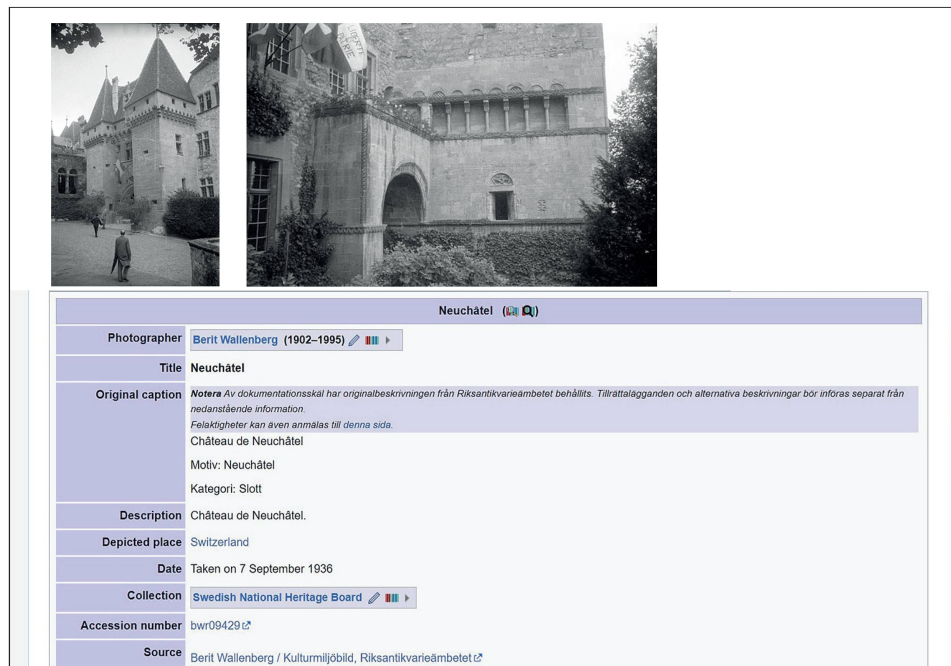 LIBERTÉ
Neuchâtel
Photographer Berit Wallenberg (1902–1995)
Title Neuchâtel
Original caption Notera Av dokumentationsskäl har originalbeskrivningen från Riksantikvarieämbetet behållits. Tillrättalägganden och alternativa beskrivningar bör införas separat från
nedanstående information.
Felaktigheter kan även anmälas till denna sida.
Château de Neuchâtel
Motiv: Neuchâtel
Kategori: Slott
Description Château de Neuchâtel.
Depicted place Switzerland
Date Taken on 7 September 1936
Collection Swedish National Heritage Board
Accession number bwr09429
Source Berit Wallenberg / Kulturmiljöbild, Riksantikvarieämbetet